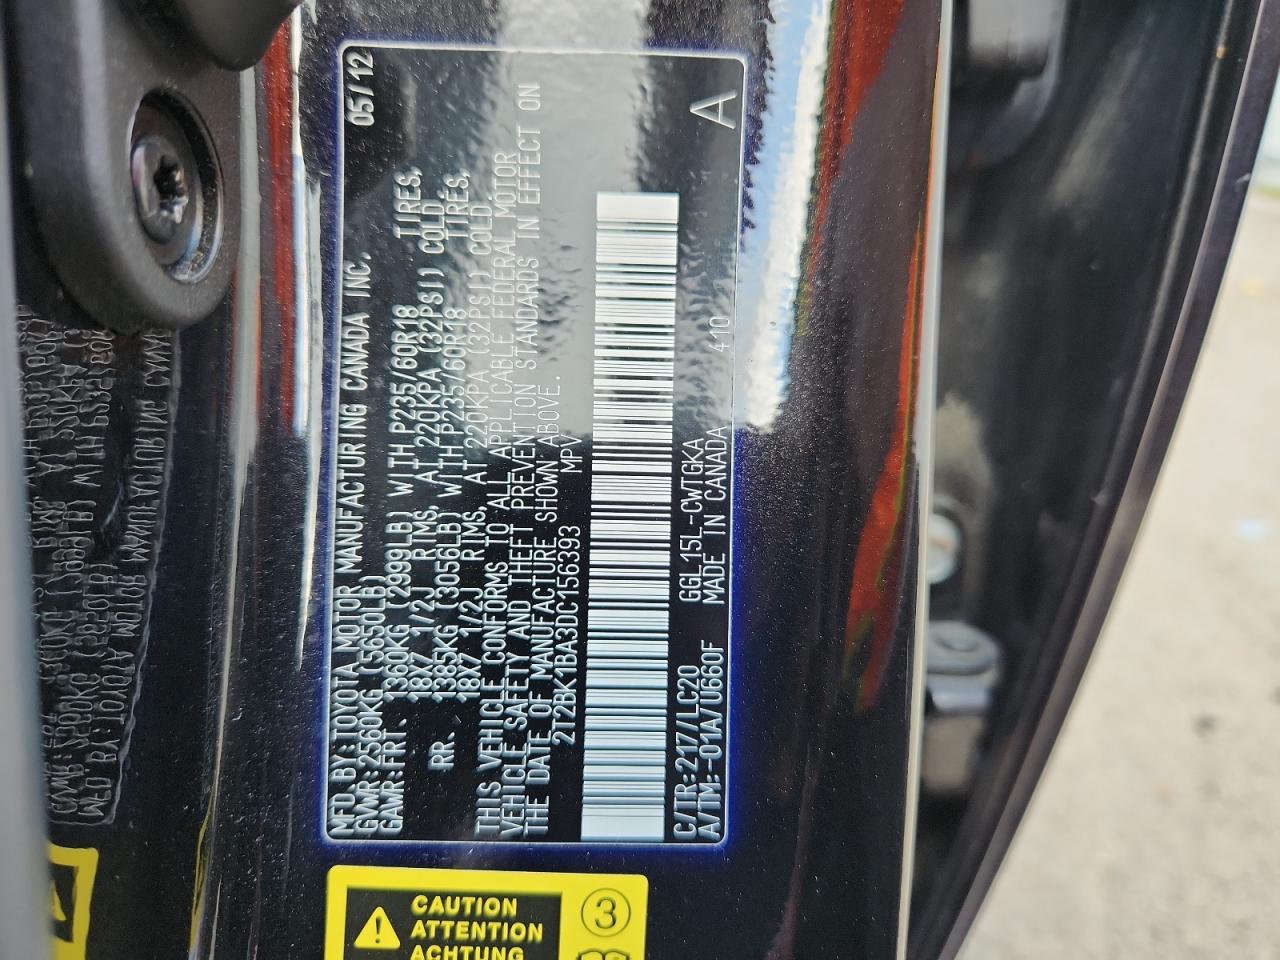 MFD. BY: TOYOTA MOTOR MANUFACTURING CANADA INC. 05/12
GVWR: 2560KG (5650LB)
GAWR: FRT. 1360KG (2999LB) WITH P235/60R18 TIRES,
18X7 1/2J RIMS, AT 220KPA (32PSI) COLD.
RR. 1385KG (3056LB) WITH P235/60R18 TIRES,
18X7 1/2J RIMS, AT 220KPA (32PSI) COLD.
THIS VEHICLE CONFORMS TO ALL APPLICABLE FEDERAL MOTOR
VEHICLE SAFETY AND THEFT PREVENTION STANDARDS IN EFFECT ON
THE DATE OF MANUFACTURE SHOWN ABOVE.
2T2BK1BA3DC156393 MPV
C/TR: 217/LC20 GGL15L-CWTGKA
A/TM: -01A/U660F MADE IN CANADA 410 A
CAUTION
ATTENTION
ACHTUNG
3